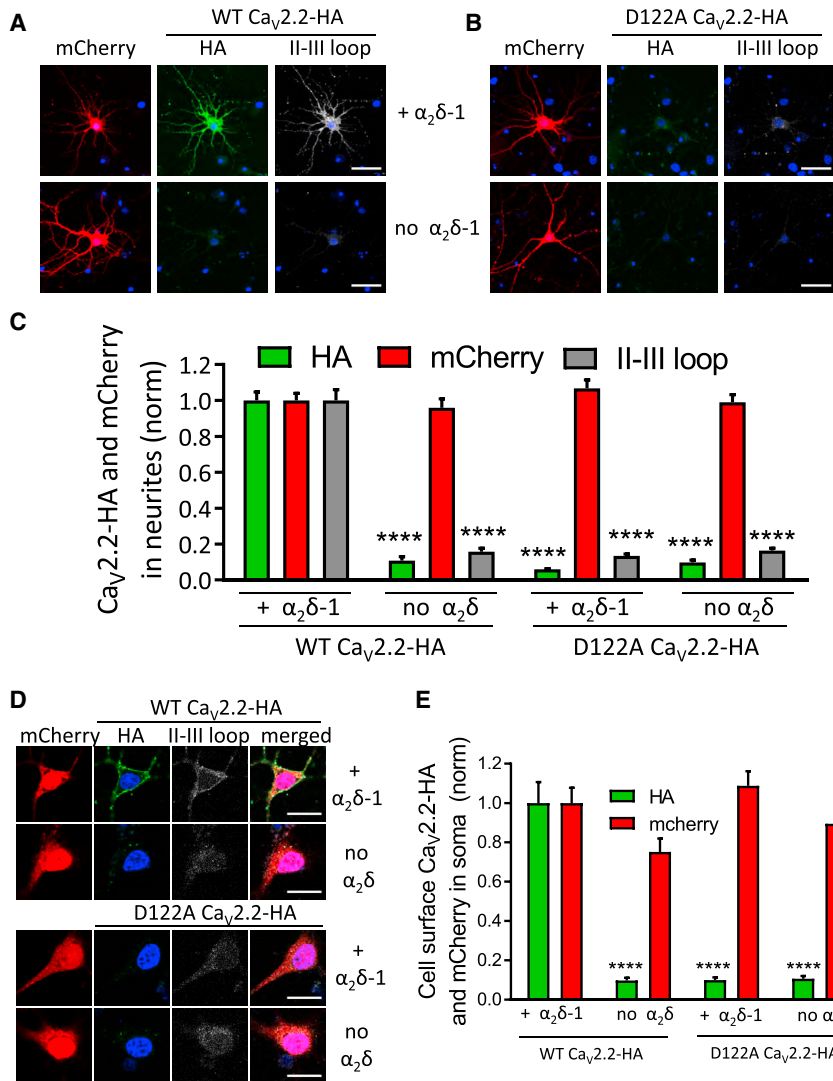 A
WT CaV2.2-HA
mCherry HA II-III loop
+ α2δ-1
no α2δ-1
B
D122A CaV2.2-HA
mCherry HA II-III loop
C
CaV2.2-HA and mCherry
in neurites (norm)
HA mCherry II-III loop
1.2
1.0
0.8
0.6
0.4
0.2
0.0
**** **** **** **** **** ****
+ α2δ-1 no α2δ + α2δ-1 no α2δ
WT CaV2.2-HA D122A CaV2.2-HA
D
WT CaV2.2-HA
mCherry HA II-III loop merged
+
α2δ-1
no
α2δ
D122A CaV2.2-HA
+
α2δ-1
no
α2δ
E
Cell surface CaV2.2-HA
and mCherry in soma (norm)
HA
mcherry
1.2
1.0
0.8
0.6
0.4
0.2
0.0
**** **** ****
+ α2δ-1 no α2δ + α2δ-1 no α
WT CaV2.2-HA D122A CaV2.2-HA